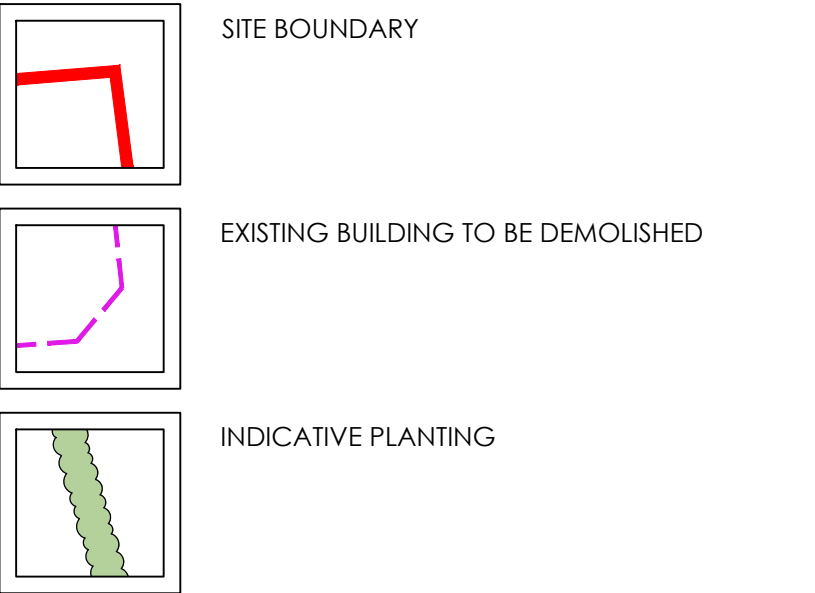 SITE BOUNDARY
EXISTING BUILDING TO BE DEMOLISHED
INDICATIVE PLANTING